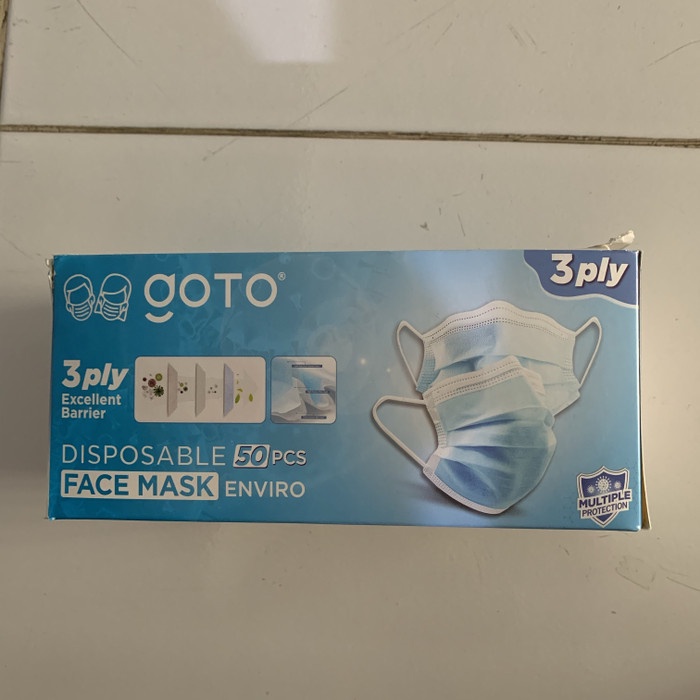 goTo®
3ply
3ply
Excellent
Barrier
DISPOSABLE 50 PCS
FACE MASK ENVIRO
MULTIPLE
PROTECTION